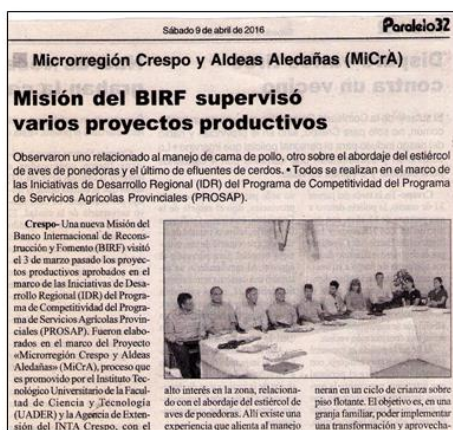 Sábado 9 de abril de 2016
Paralelo32
Microrregión Crespo y Aldeas Aledañas (MiCrA)
Misión del BIRF supervisó
varios proyectos productivos
Observaron uno relacionado al manejo de cama de pollo, otro sobre el abordaje del estiércol
de aves de ponedoras y el último de efluentes de cerdos. • Todos se realizan en el marco de
las Iniciativas de Desarrollo Regional (IDR) del Programa de Competitividad del Programa
de Servicios Agrícolas Provinciales (PROSAP).
Crespo- Una nueva Misión del
Banco Internacional de Recons-
trucción y Fomento (BIRF) visitó
el 3 de marzo pasado los proyec-
tos productivos aprobados en el
marco de las Iniciativas de Desa-
rrollo Regional (IDR) del Progra-
ma de Competitividad del Progra-
ma de Servicios Agrícolas Provin-
ciales (PROSAP). Fueron elabo-
rados en el marco del Proyecto
«Microrregión Crespo y Aldeas
Aledañas» (MiCrA), proceso que
es promovido por el Instituto Tec-
nológico Universitario de la Facul-
tad de Ciencia y Tecnología
(UADER) y la Agencia de Exten-
sión del INTA Crespo, con el
alto interés en la zona, relaciona-
do con el abordaje del estiércol de
aves de ponedoras. Allí existe una
experiencia que alienta al manejo
neran en un ciclo de crianza sobre
piso flotante. El objetivo es, en una
granja familiar, poder implementar
una transformación y aprovecha-